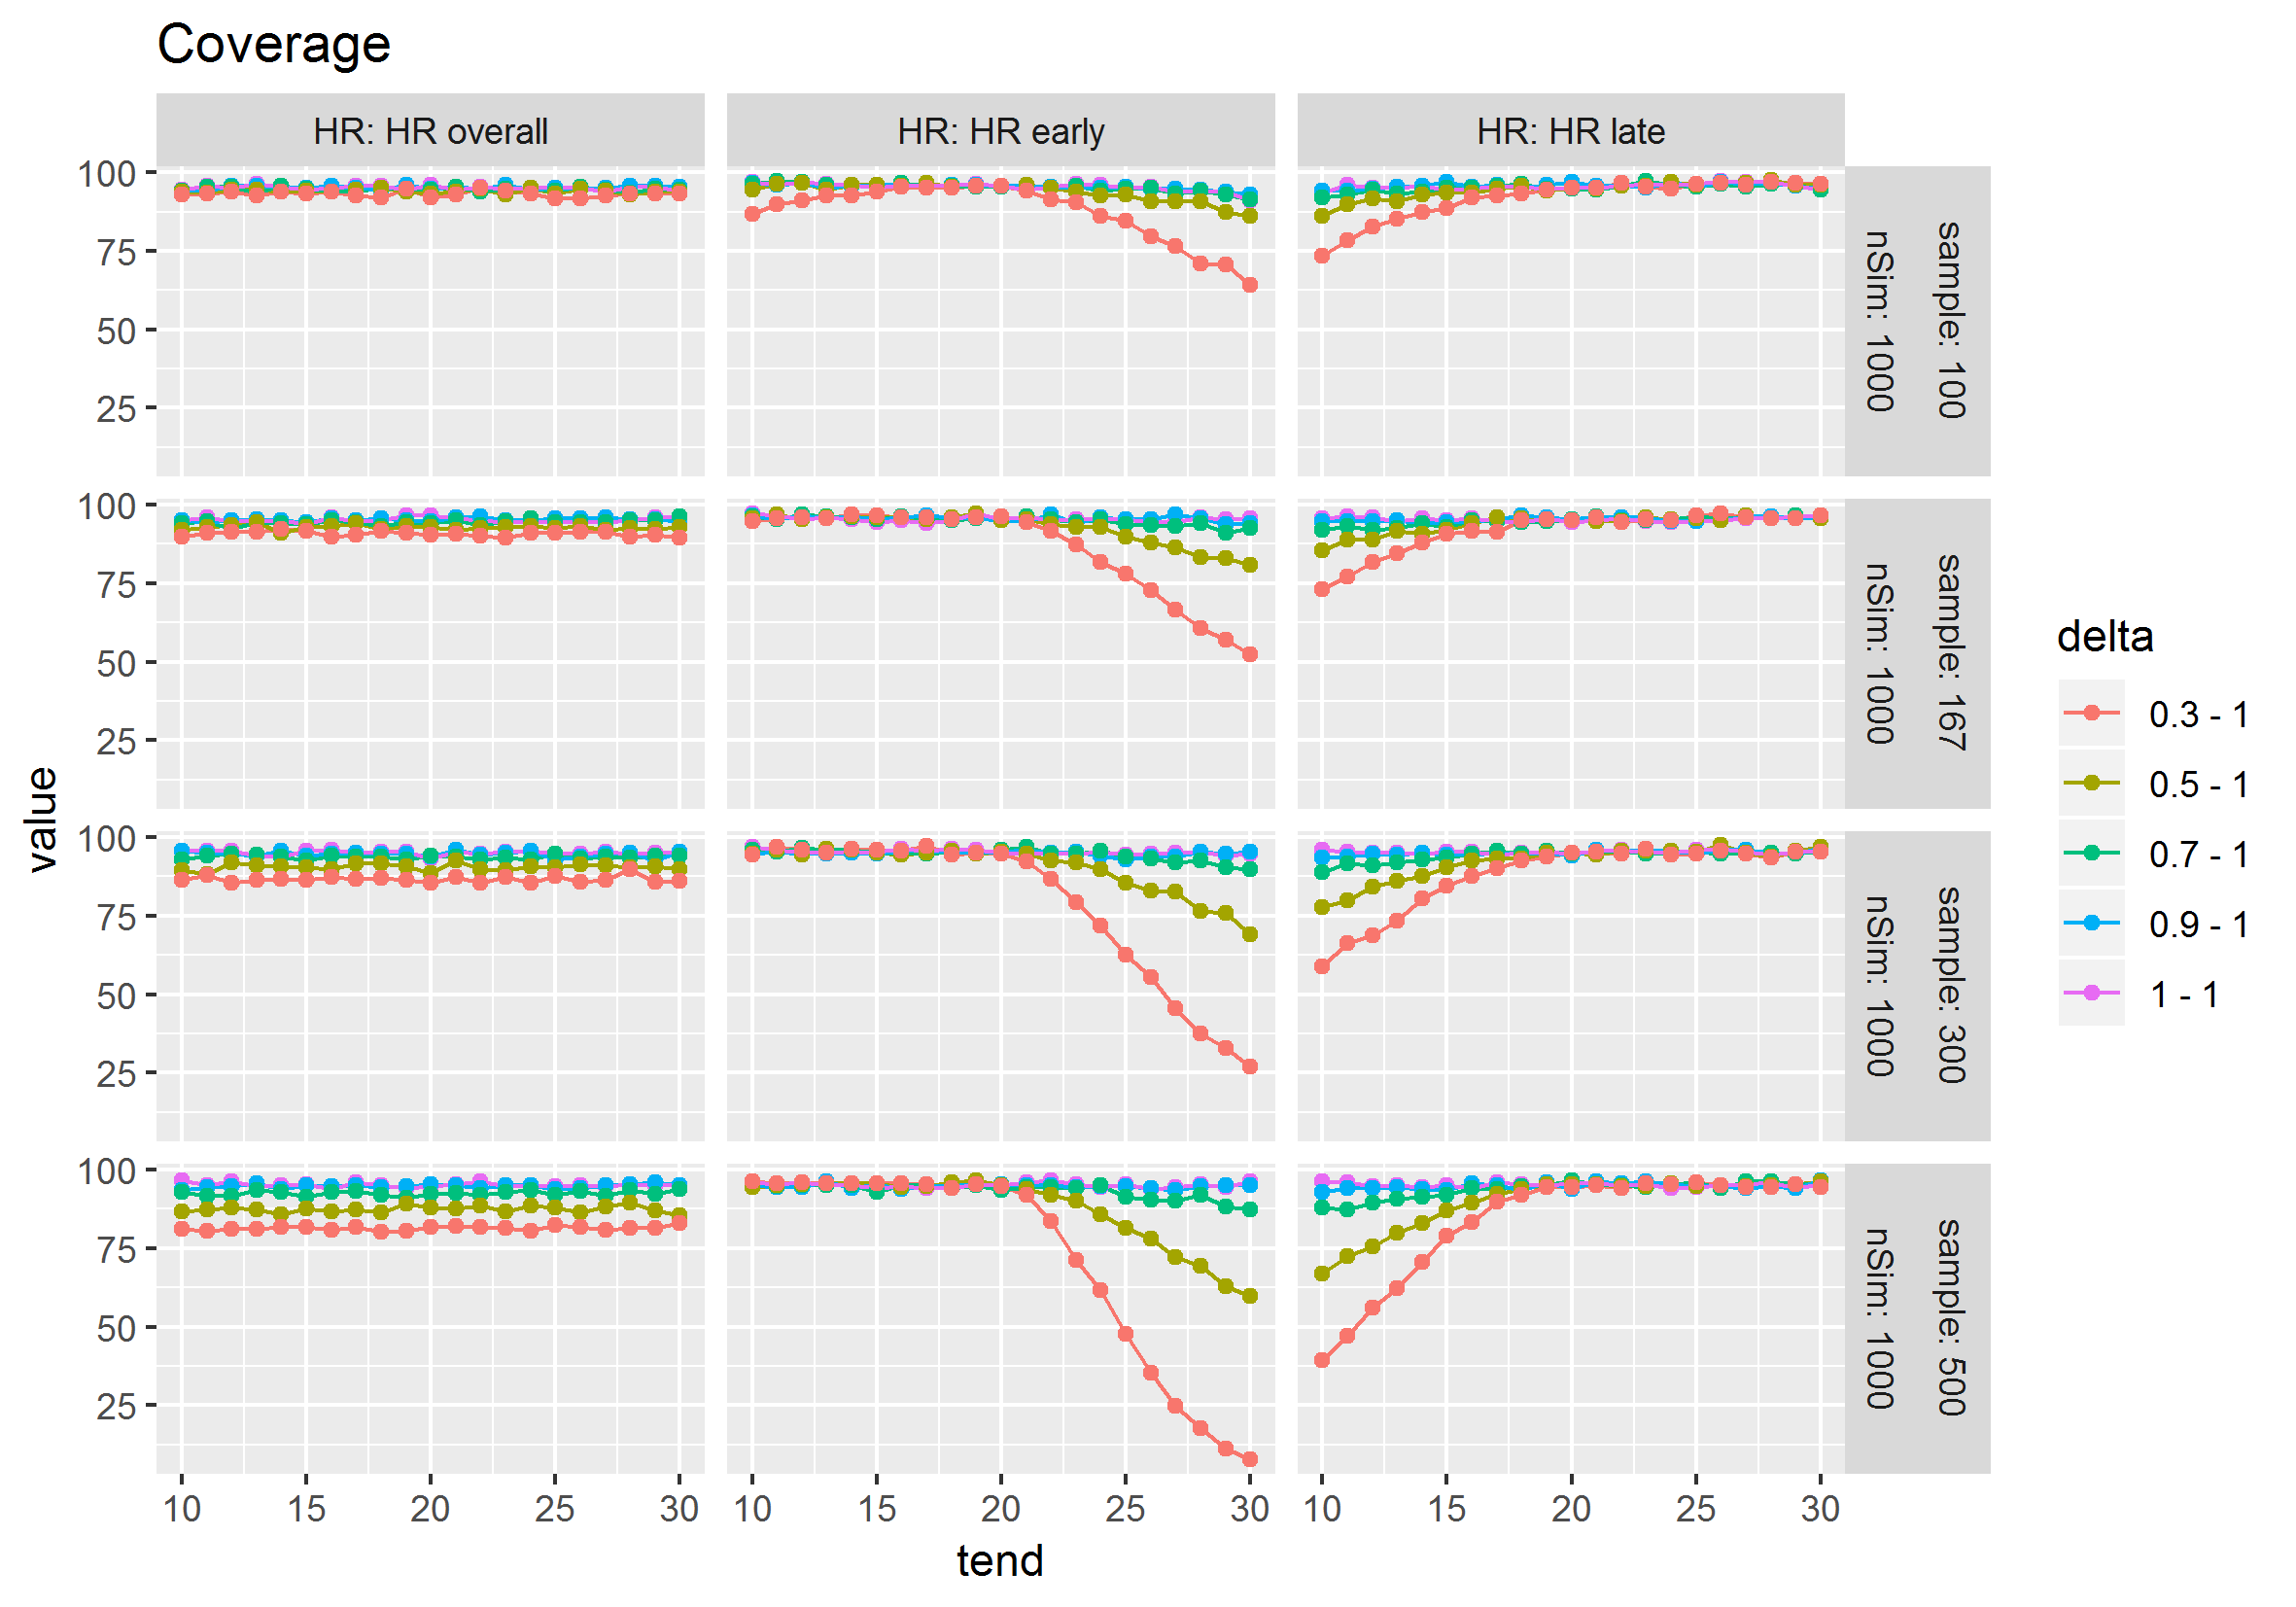 Coverage
HR: HR overall
HR: HR early
HR: HR late
100
75
50
25
sample: 100
nSim: 1000
100
75
50
25
sample: 167
nSim: 1000
100
75
50
25
sample: 300
nSim: 1000
100
75
50
25
sample: 500
nSim: 1000
10 15 20 25 30
10 15 20 25 30
10 15 20 25 30
tend
value
delta
0.3 - 1
0.5 - 1
0.7 - 1
0.9 - 1
1 - 1